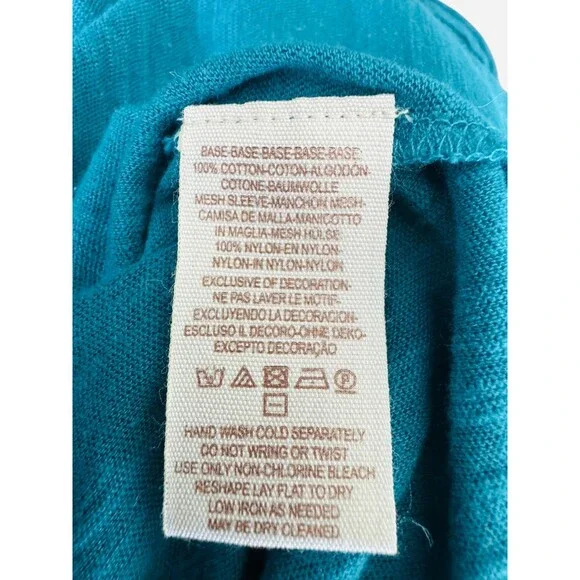 BASE-BASE-BASE-BASE-BASE-
100% COTTON-COTON-ALGODÓN-
COTONE-BAUMWOLLE
MESH SLEEVE-MANCHON MESH-
CAMISA DE MALLA-MANICOTTO
IN MAGLIA-MESH HÜLSE
100% NYLON-EN NYLON-
NYLON-IN NYLON-NYLON
EXCLUSIVE OF DECORATION-
NE PAS LAVER LE MOTIF-
EXCLUYENDO LA DECORACION-
ESCLUSO IL DECORO-OHNE DEKO-
EXCEPTO DECORAÇÃO
P
HAND WASH COLD SEPARATELY
DO NOT WRING OR TWIST
USE ONLY NON-CHLORINE BLEACH
RESHAPE LAY FLAT TO DRY
LOW IRON AS NEEDED
MAY BE DRY CLEANED